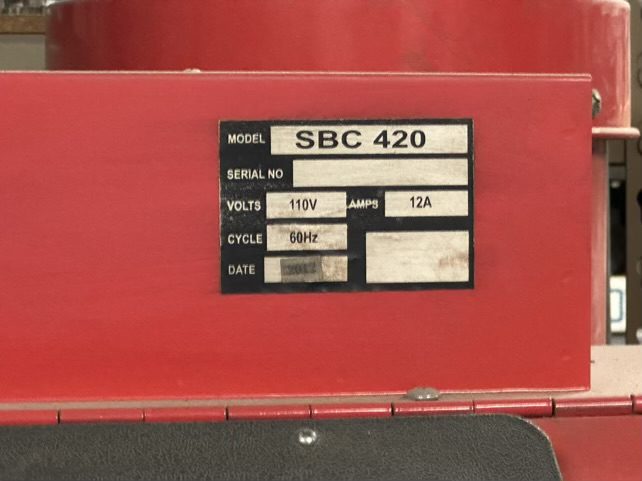 MODEL SBC 420
SERIAL NO
VOLTS 110V AMPS 12A
CYCLE 60Hz
DATE